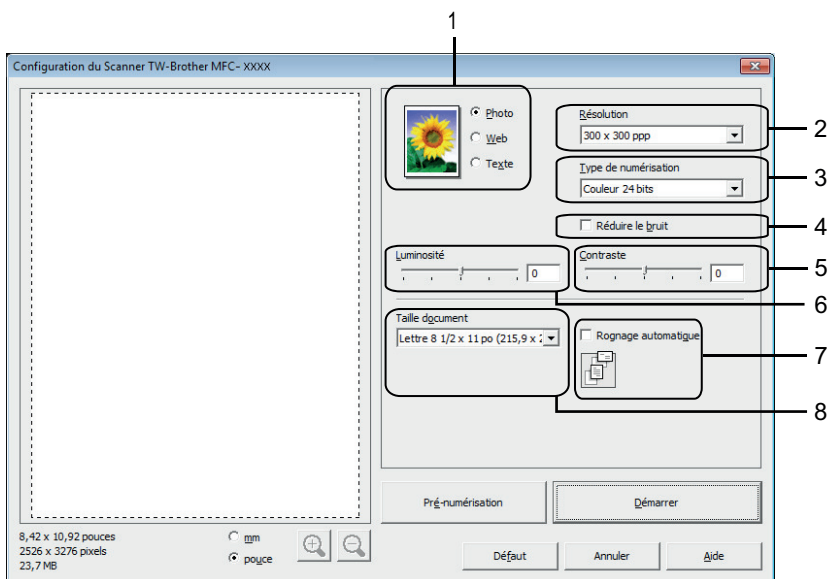 1
Configuration du Scanner TW-Brother MFC- XXXX
Photo
Web
Texte
Résolution
300 x 300 ppp
2
Type de numérisation
Couleur 24 bits
3
Réduire le bruit
4
Luminosité
0
Contraste
0
5
6
Taille document
Lettre 8 1/2 x 11 po (215,9 x 2
Rognage automatique
7
8
Pré-numérisation
Démarrer
8,42 x 10,92 pouces
2526 x 3276 pixels
23,7 MB
mm
pouce
Défaut
Annuler
Aide